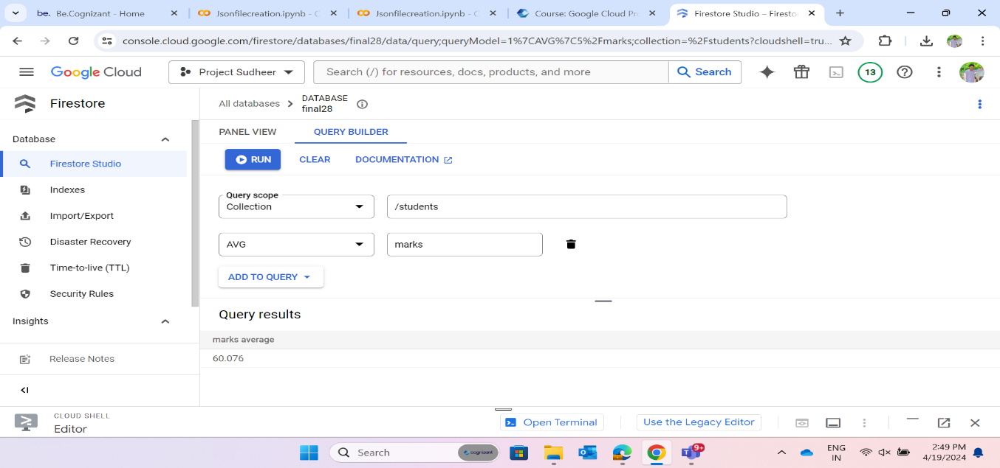 be. Be.Cognizant - Home
Jsonfilecreation.ipynb - C
Jsonfilecreation.ipynb - C
Course: Google Cloud Pr
Firestore Studio – Firesto
console.cloud.google.com/firestore/databases/final28/data/query;queryModel=1%7CAVG%7C5%2Fmarks;collection=%2Fstudents?cloudshell=tru...
Google Cloud
Project Sudheer
Search (/) for resources, docs, products, and more
Search
13
Firestore
All databases
DATABASE
final28
Database
PANEL VIEW
QUERY BUILDER
Firestore Studio
RUN
CLEAR
DOCUMENTATION
Indexes
Query scope
Collection
/students
Import/Export
Disaster Recovery
AVG
marks
Time-to-live (TTL)
ADD TO QUERY
Security Rules
Insights
Query results
marks average
Release Notes
60.076
CLOUD SHELL
Editor
Open Terminal
Use the Legacy Editor
Search
cognizant
9+
ENG
IN
2:49 PM
4/19/2024